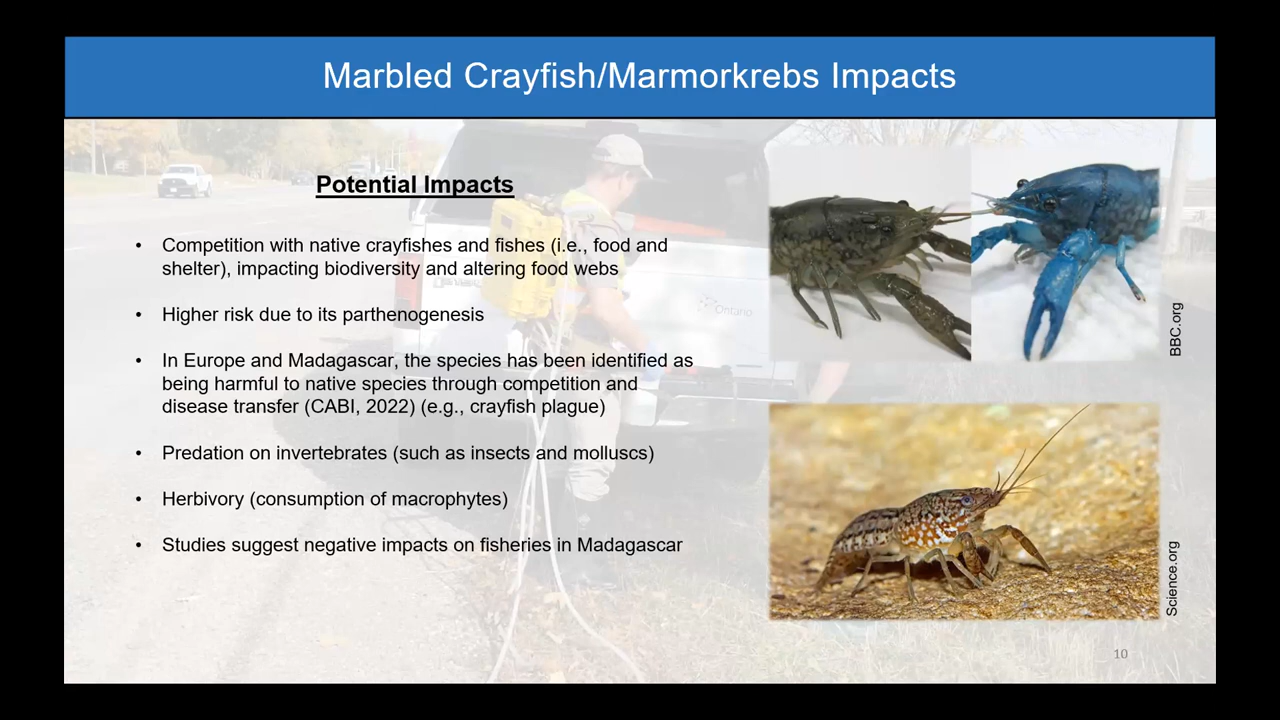 Marbled Crayfish/Marmorkrebs Impacts
Potential Impacts
• Competition with native crayfishes and fishes (i.e., food and
shelter), impacting biodiversity and altering food webs
• Higher risk due to its parthenogenesis
• In Europe and Madagascar, the species has been identified as
being harmful to native species through competition and
disease transfer (CABI, 2022) (e.g., crayfish plague)
• Predation on invertebrates (such as insects and molluscs)
• Herbivory (consumption of macrophytes)
• Studies suggest negative impacts on fisheries in Madagascar
Ontario
BBC.org
Science.org
10